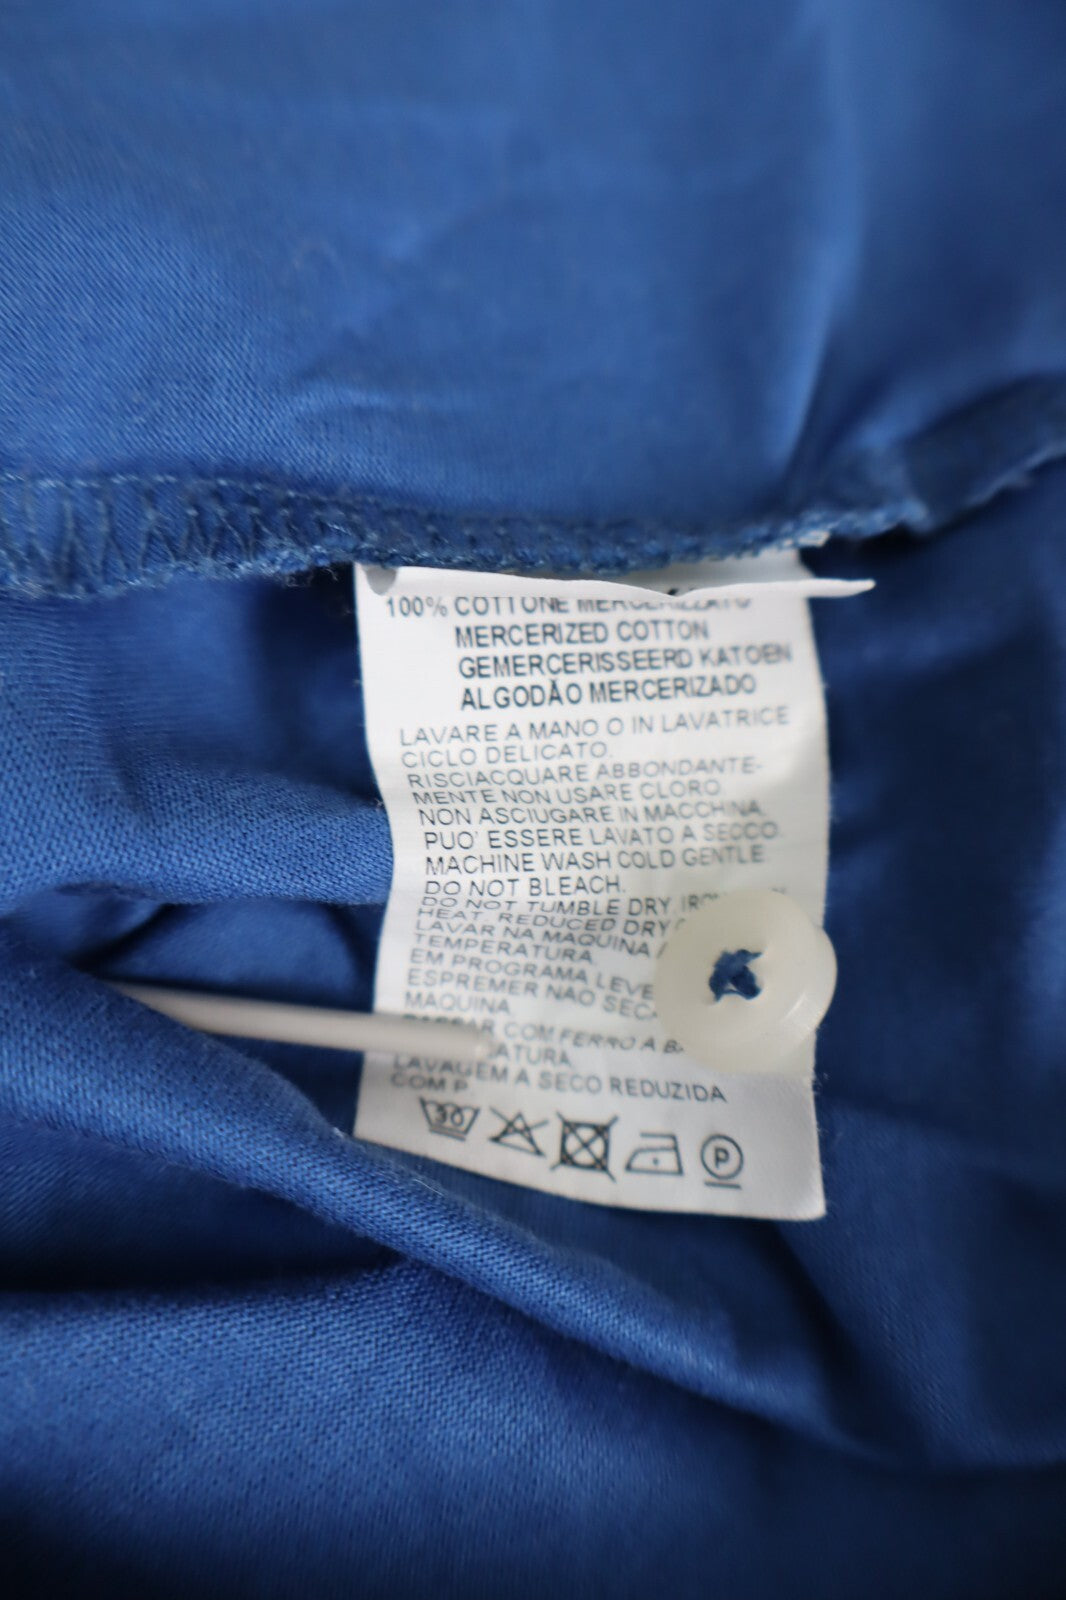 100% COTTONE MERCERIZZATO
MERCERIZED COTTON
GEMERCERISSEERD KATOEN
ALGODÃO MERCERIZADO
LAVARE A MANO O IN LAVATRICE
CICLO DELICATO.
RISCIACQUARE ABBONDANTE-
MENTE NON USARE CLORO
NON ASCIUGARE IN MACCHINA.
PUO' ESSERE LAVATO A SECCO.
MACHINE WASH COLD GENTLE
DO NOT BLEACH.
DO NOT TUMBLE DRY.
HEAT. REDUCED DRY
LAVAR NA MAQUINA
TEMPERATURA.
EM PROGRAMA LEVE
ESPREMER NAO
MAQUINA.
COM FERRO A
LAVAGEM A SECO REDUZIDA
COM P
30
P